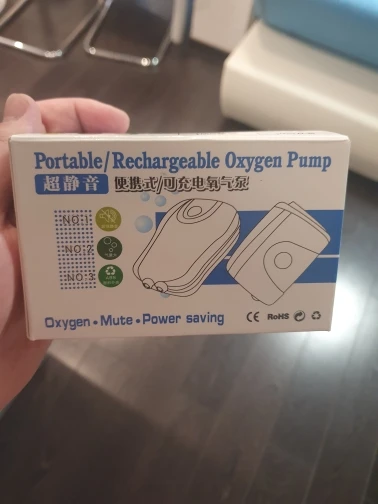 Portable/Rechargeable Oxygen Pump
超静音 便携式/可充电氧气泵
NO:1
NO:2
NO:3
Oxygen • Mute • Power saving
CE RoHS